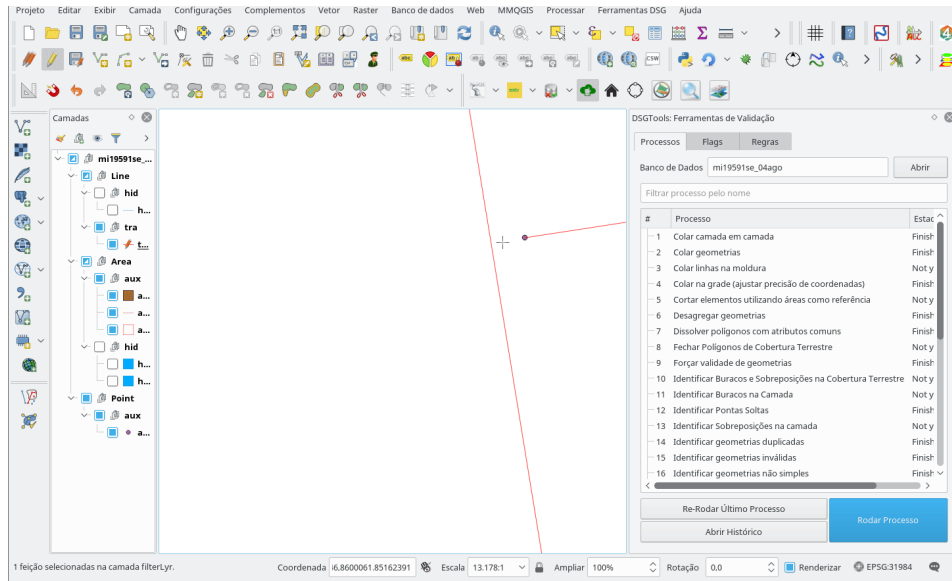 Projeto Editar Exibir Camada Configurações Complementos Vetor Raster Banco de dados Web MMQGIS Processar Ferramentas DSG Ajuda
Camadas
mi19591se_...
Line
hid
h...
tra
t...
Area
aux
a...
a...
a...
hid
h...
h...
Point
aux
a...
DSGTools: Ferramentas de Validação
Processos Flags Regras
Banco de Dados mi19591se_04ago Abrir
Filtrar processo pelo nome
# Processo Estac
1 Colar camada em camada Finish
2 Colar geometrias Finish
3 Colar linhas na moldura Not y
4 Colar na grade (ajustar precisão de coordenadas) Finish
5 Cortar elementos utilizando áreas como referência Not y
6 Desagregar geometrias Finish
7 Dissolver polígonos com atributos comuns Finish
8 Fechar Polígonos de Cobertura Terrestre Not y
9 Forçar validade de geometrias Finish
10 Identificar Buracos e Sobreposições na Cobertura Terrestre Not y
11 Identificar Buracos na Camada Not y
12 Identificar Pontas Soltas Finish
13 Identificar Sobreposições na camada Not y
14 Identificar geometrias duplicadas Finish
15 Identificar geometrias inválidas Finish
16 Identificar geometrias não simples Finish
Re-Rodar Último Processo
Abrir Histórico
Rodar Processo
1 feição selecionadas na camada filterLyr. Coordenada i6,8600061.85162391 Escala 13.178:1 Ampliar 100% Rotação 0,0 Renderizar EPSG:31984